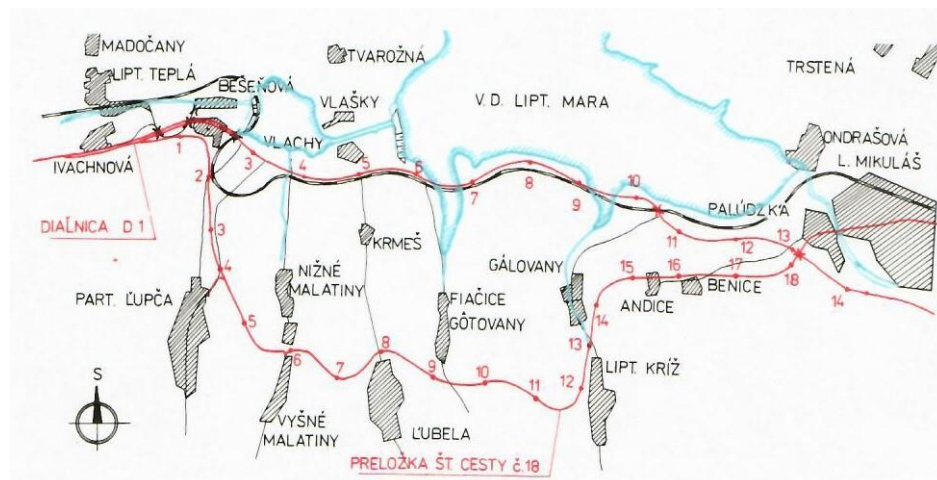 MADOČANY
LIPT. TEPLÁ
BEŠEŇOVÁ
TVAROŽNÁ
VLAŠKY
V.D. LIPT. MARA
TRSTENÁ
ONDRAŠOVÁ
L. MIKULÁŠ
IVACHNOVÁ
VLACHY
1
2
3
4
5
6
7
8
9
10
11
12
13
14
PALÚDZKA
DIAĽNICA D1
KRMEŠ
NIŽNÉ
MALATINY
FIAČICE
GÔTOVANY
GÁLOVANY
ANDICE
BENICE
PART. ĽUPČA
3
4
5
6
7
8
9
10
11
12
13
14
15
16
17
18
LIPT. KRÍŽ
VYŠNÉ
MALATINY
ĽUBELA
PRELOŽKA ŠT. CESTY č.18
S